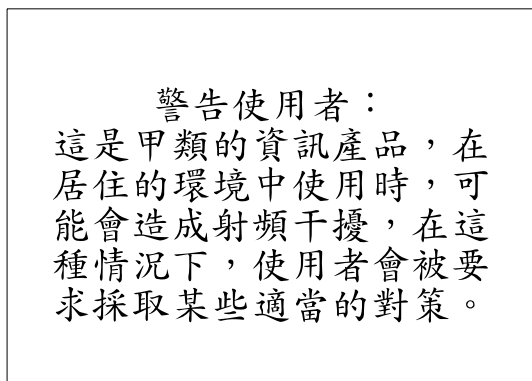 警告使用者：
這是甲類的資訊產品，在
居住的環境中使用時，可
能會造成射頻干擾，在這
種情況下，使用者會被要
求採取某些適當的對策。